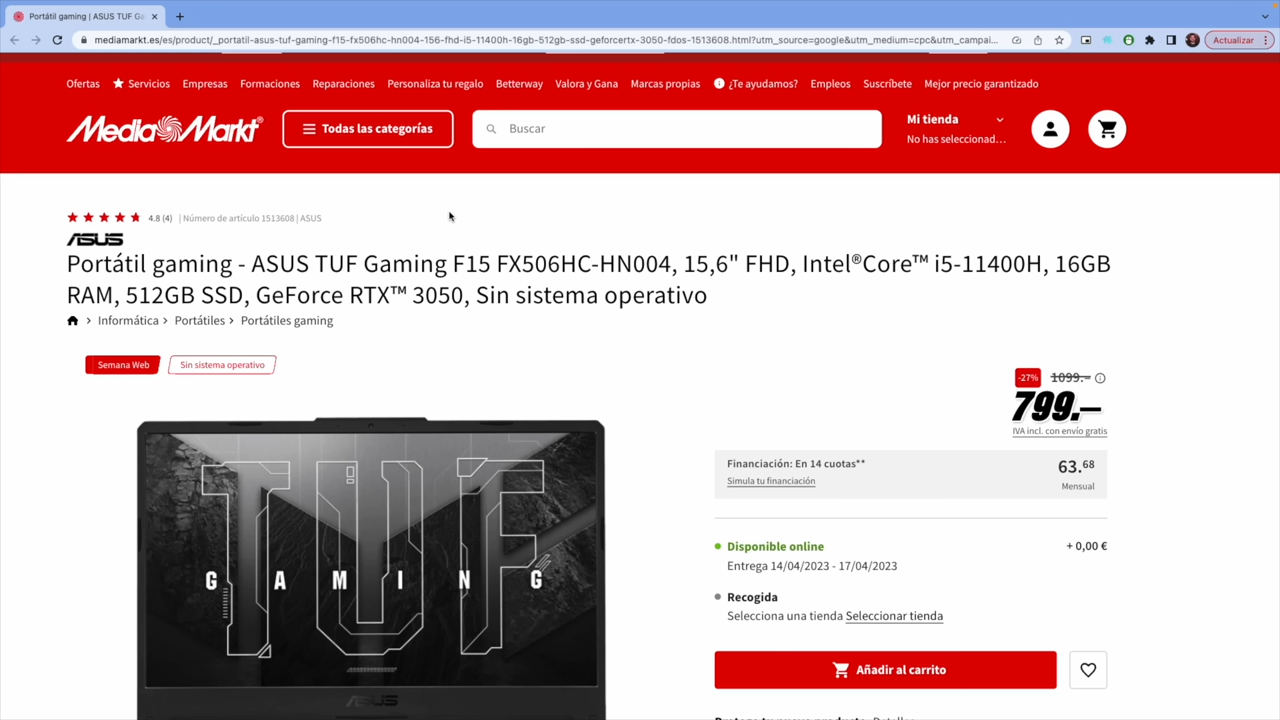 Portátil gaming | ASUS TUF Ga
mediamarkt.es/es/product/_portatil-asus-tuf-gaming-f15-fx506hc-hn004-156-fhd-i5-11400h-16gb-512gb-ssd-geforcertx-3050-fdos-1513608.html?utm_source=google&utm_medium=cpc&utm_campai...
Actualizar
Ofertas Servicios Empresas Formaciones Reparaciones Personaliza tu regalo Betterway Valora y Gana Marcas propias ¿Te ayudamos? Empleos Suscríbete Mejor precio garantizado
MediaMarkt
Todas las categorías
Buscar
Mi tienda
No has seleccionad...
4.8 (4) | Número de artículo 1513608 | ASUS
ASUS
Portátil gaming - ASUS TUF Gaming F15 FX506HC-HN004, 15,6" FHD, Intel®Core™ i5-11400H, 16GB
RAM, 512GB SSD, GeForce RTX™ 3050, Sin sistema operativo
Informática > Portátiles > Portátiles gaming
Semana Web
Sin sistema operativo
-27% 1099.–
799.–
IVA incl. con envío gratis
Financiación: En 14 cuotas**
63.68
Simula tu financiación
Mensual
Disponible online
+ 0,00 €
Entrega 14/04/2023 - 17/04/2023
Recogida
Selecciona una tienda Seleccionar tienda
Añadir al carrito
TUF
GAMING
ASUS
Protege tu nuevo producto. Detalles